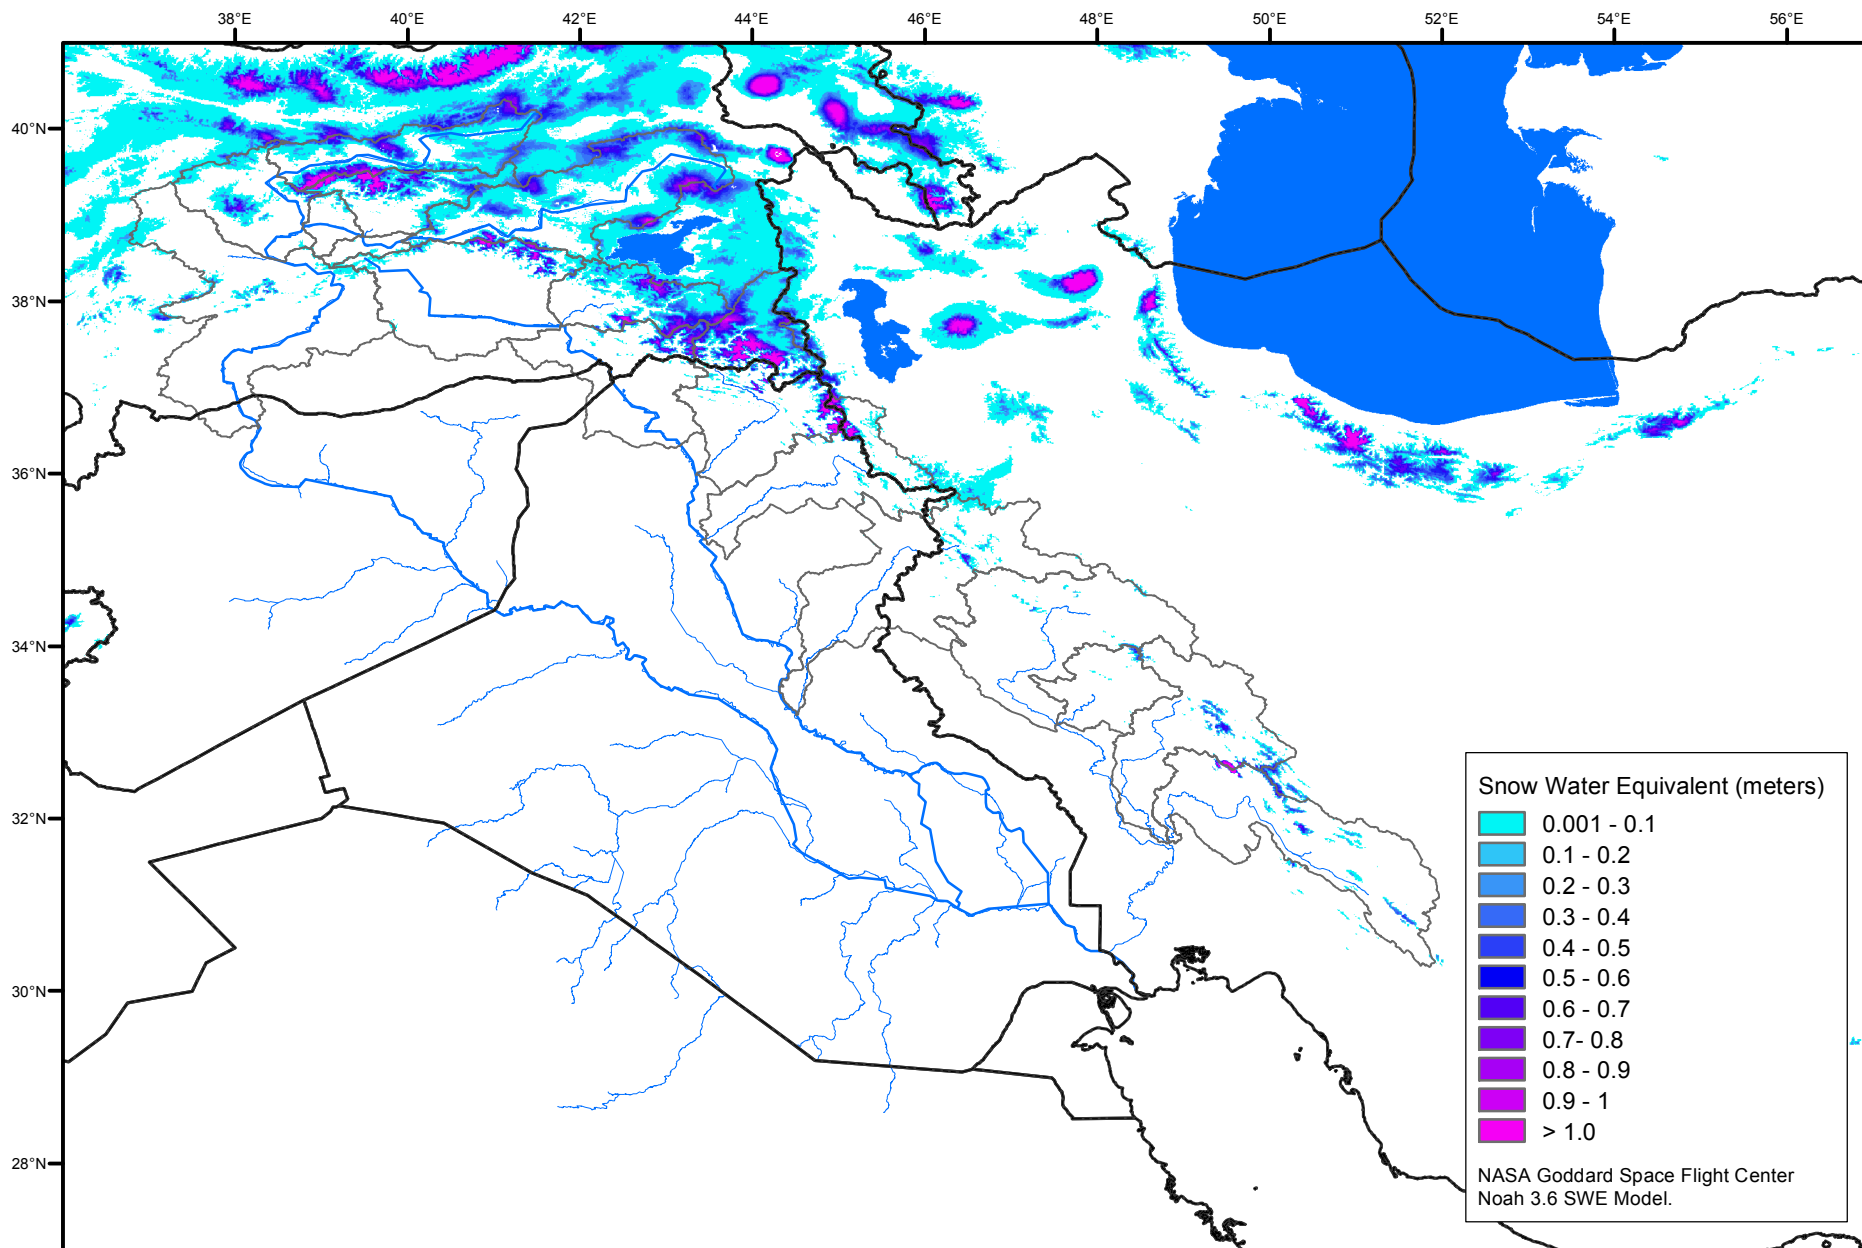 38°E 40°E 42°E 44°E 46°E 48°E 50°E 52°E 54°E 56°E
40°N
38°N
36°N
34°N
32°N
30°N
28°N
Snow Water Equivalent (meters)
0.001 - 0.1
0.1 - 0.2
0.2 - 0.3
0.3 - 0.4
0.4 - 0.5
0.5 - 0.6
0.6 - 0.7
0.7- 0.8
0.8 - 0.9
0.9 - 1
> 1.0
NASA Goddard Space Flight Center
Noah 3.6 SWE Model.